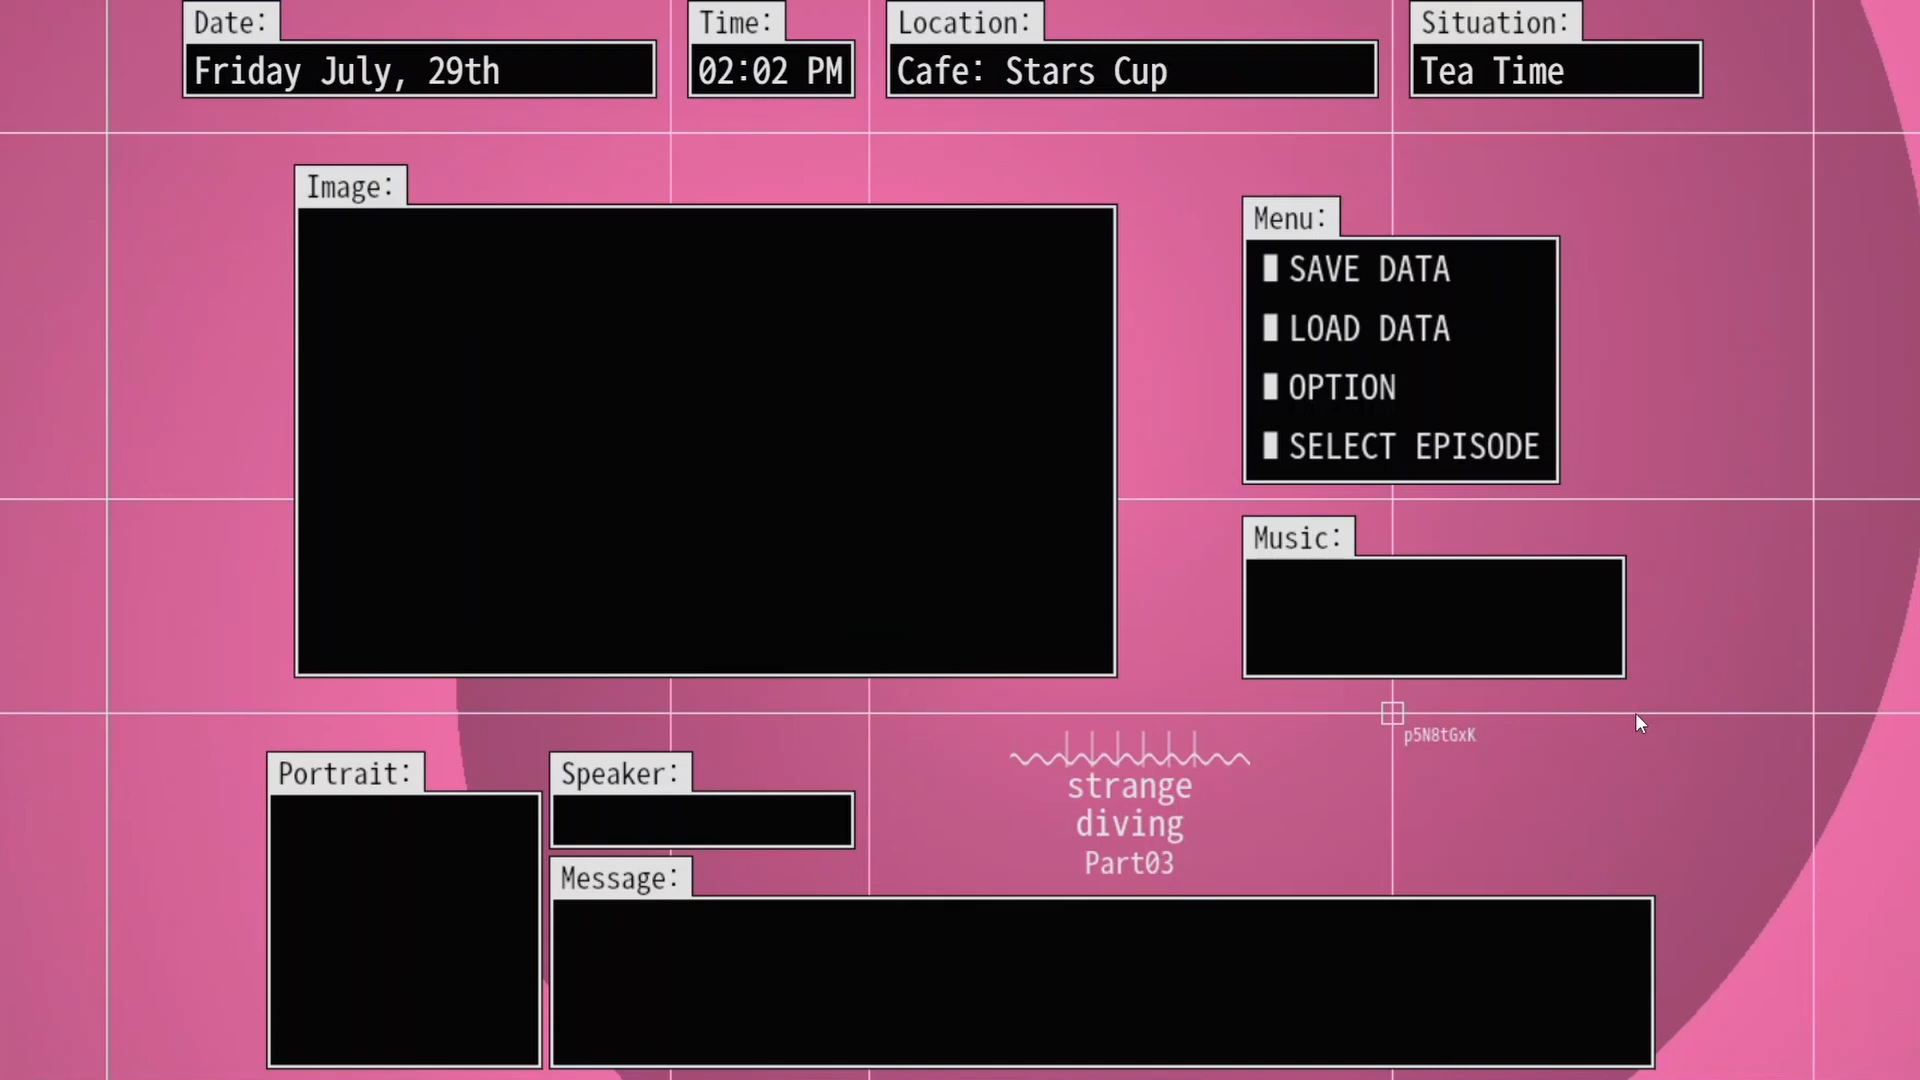 Date:
Friday July, 29th
Time:
02:02 PM
Location:
Cafe: Stars Cup
Situation:
Tea Time
Image:
Menu:
SAVE DATA
LOAD DATA
OPTION
SELECT EPISODE
Music:
p5N8tGxK
strange
diving
Part03
Portrait:
Speaker:
Message: